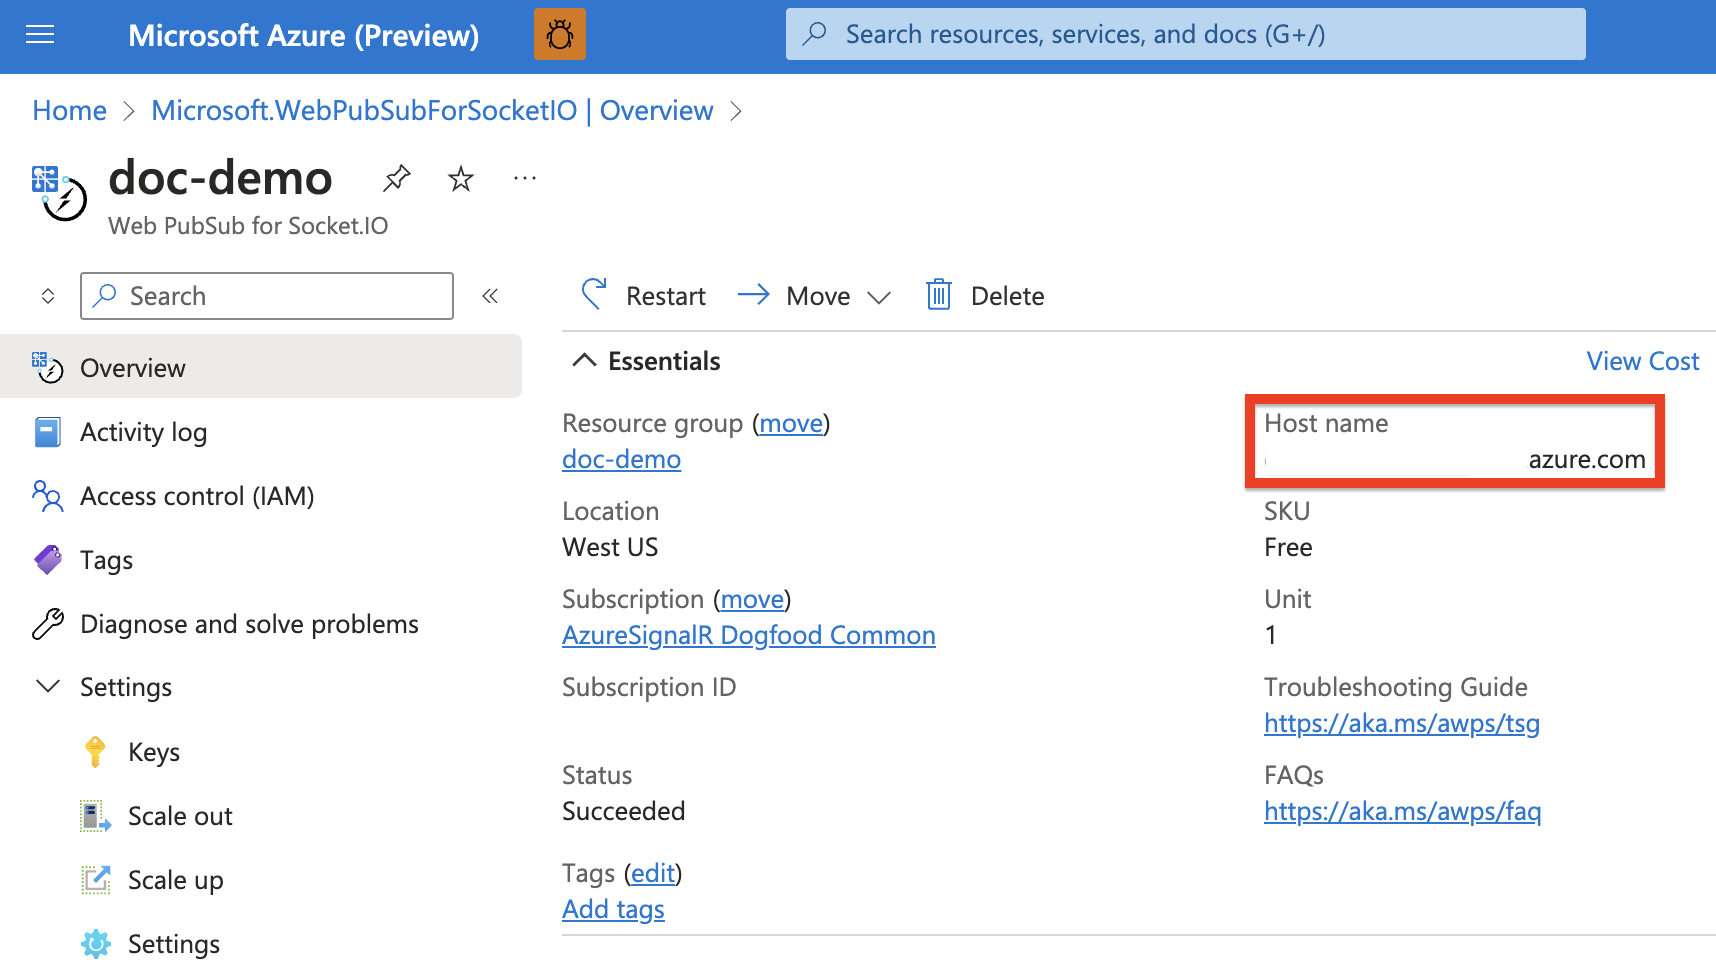 Microsoft Azure (Preview)
Search resources, services, and docs (G+/)
Home
Microsoft.WebPubSubForSocketIO | Overview
doc-demo
Web PubSub for Socket.IO
Search
Overview
Activity log
Access control (IAM)
Tags
Diagnose and solve problems
Settings
Keys
Scale out
Scale up
Settings
Restart
Move
Delete
Essentials
View Cost
Resource group (move)
doc-demo
Location
West US
Subscription (move)
AzureSignalR Dogfood Common
Subscription ID
Status
Succeeded
Tags (edit)
Add tags
Host name
azure.com
SKU
Free
Unit
1
Troubleshooting Guide
https://aka.ms/awps/tsg
FAQs
https://aka.ms/awps/faq